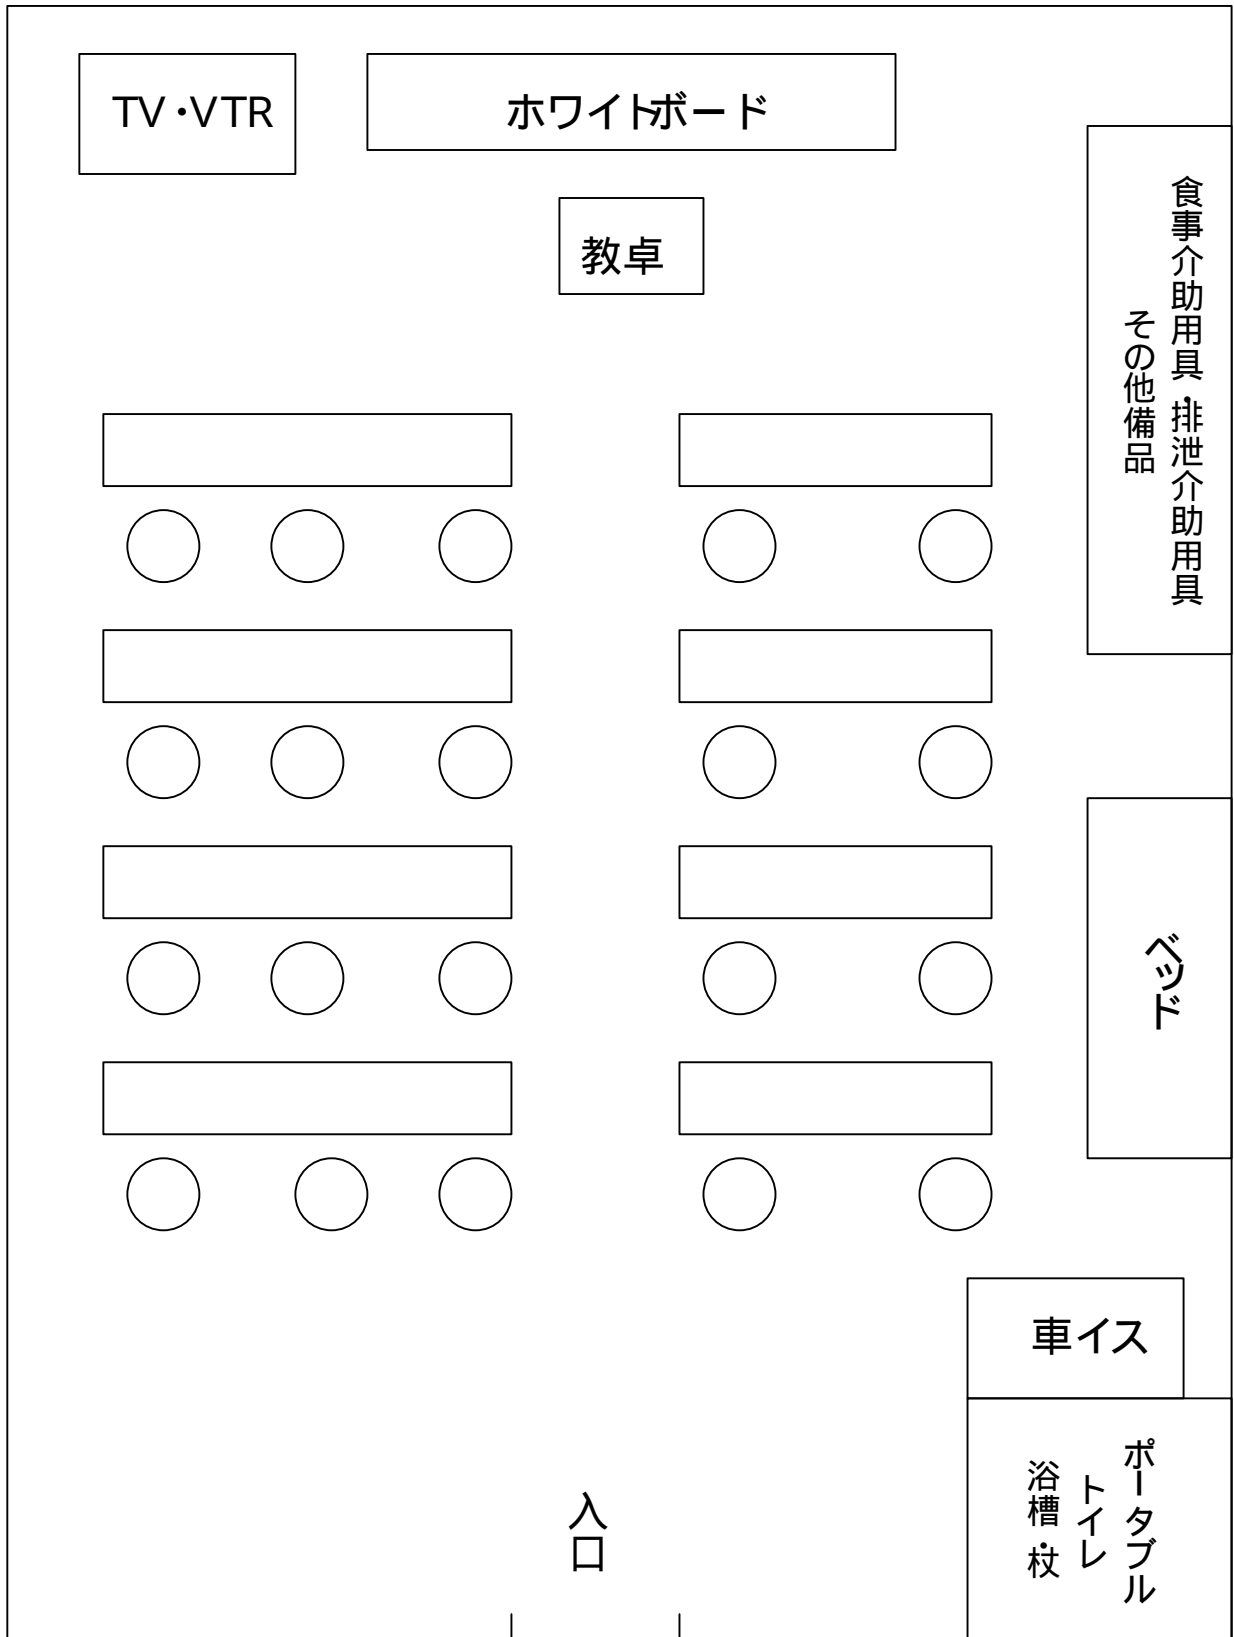 TV・VTR
ホワイトボード
教卓
食事介助用具・排泄介助用具
その他備品
ベッド
車イス
ポータブル
トイレ
浴槽・杖
入口